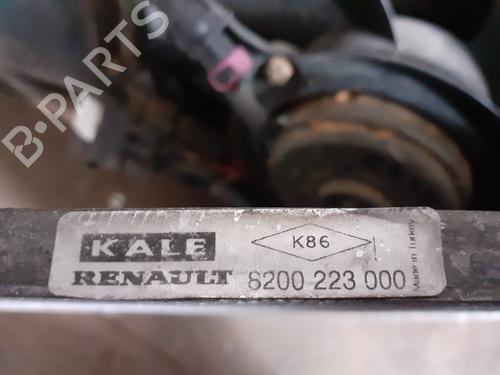 B-PARTS
KALE
K86
RENAULT 8200 223 000
Made in Turkey